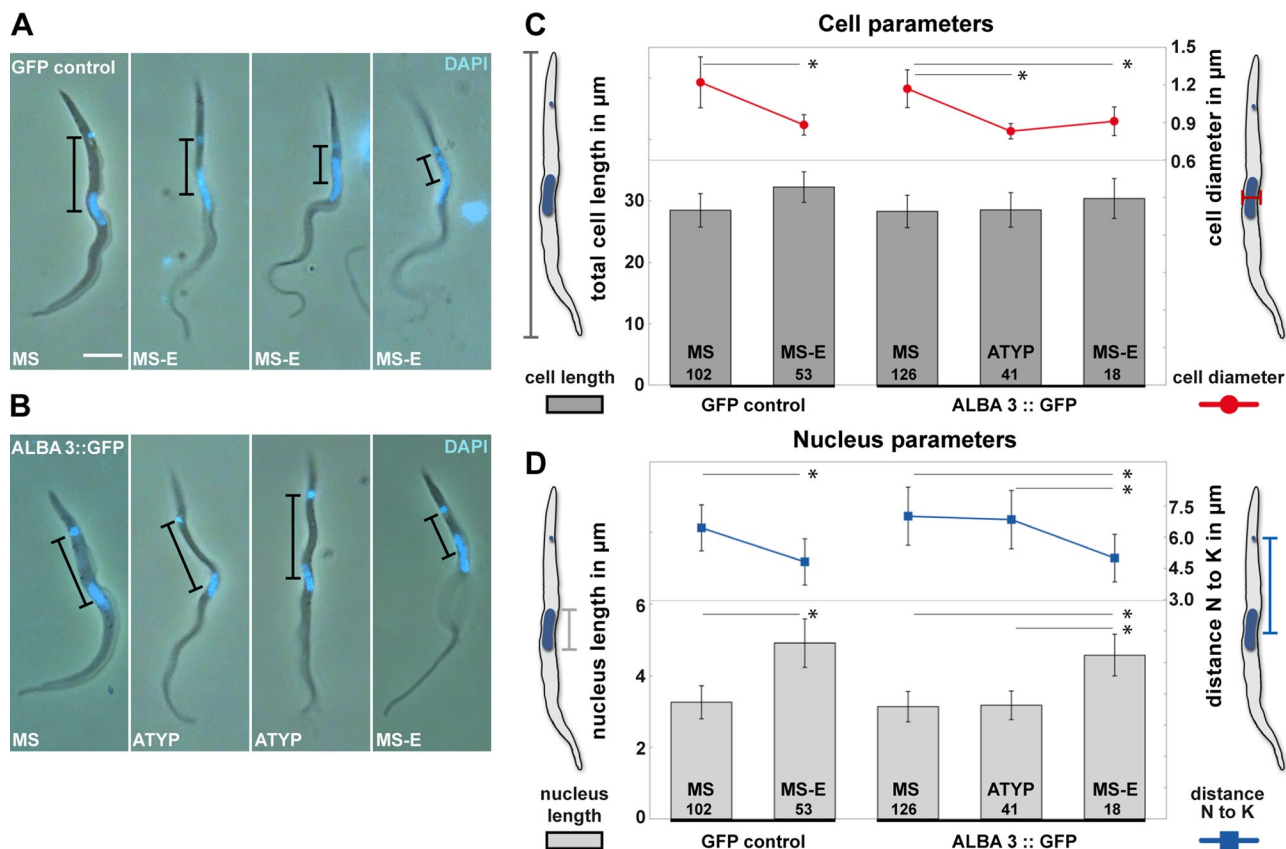 A
GFP control
DAPI
MS
MS-E
MS-E
MS-E
B
ALBA 3::GFP
DAPI
MS
ATYP
ATYP
MS-E
C
Cell parameters
total cell length in µm
30
20
10
0
1.5
1.2
0.9
0.6
cell diameter in µm
* * *
MS MS-E MS ATYP MS-E
102 53 126 41 18
GFP control
ALBA 3 :: GFP
cell length
cell diameter
D
Nucleus parameters
nucleus length in µm
6
4
2
0
7.5
6.0
4.5
3.0
distance N to K in µm
* *
*
* *
*
MS MS-E MS ATYP MS-E
102 53 126 41 18
GFP control
ALBA 3 :: GFP
nucleus
length
distance
N to K